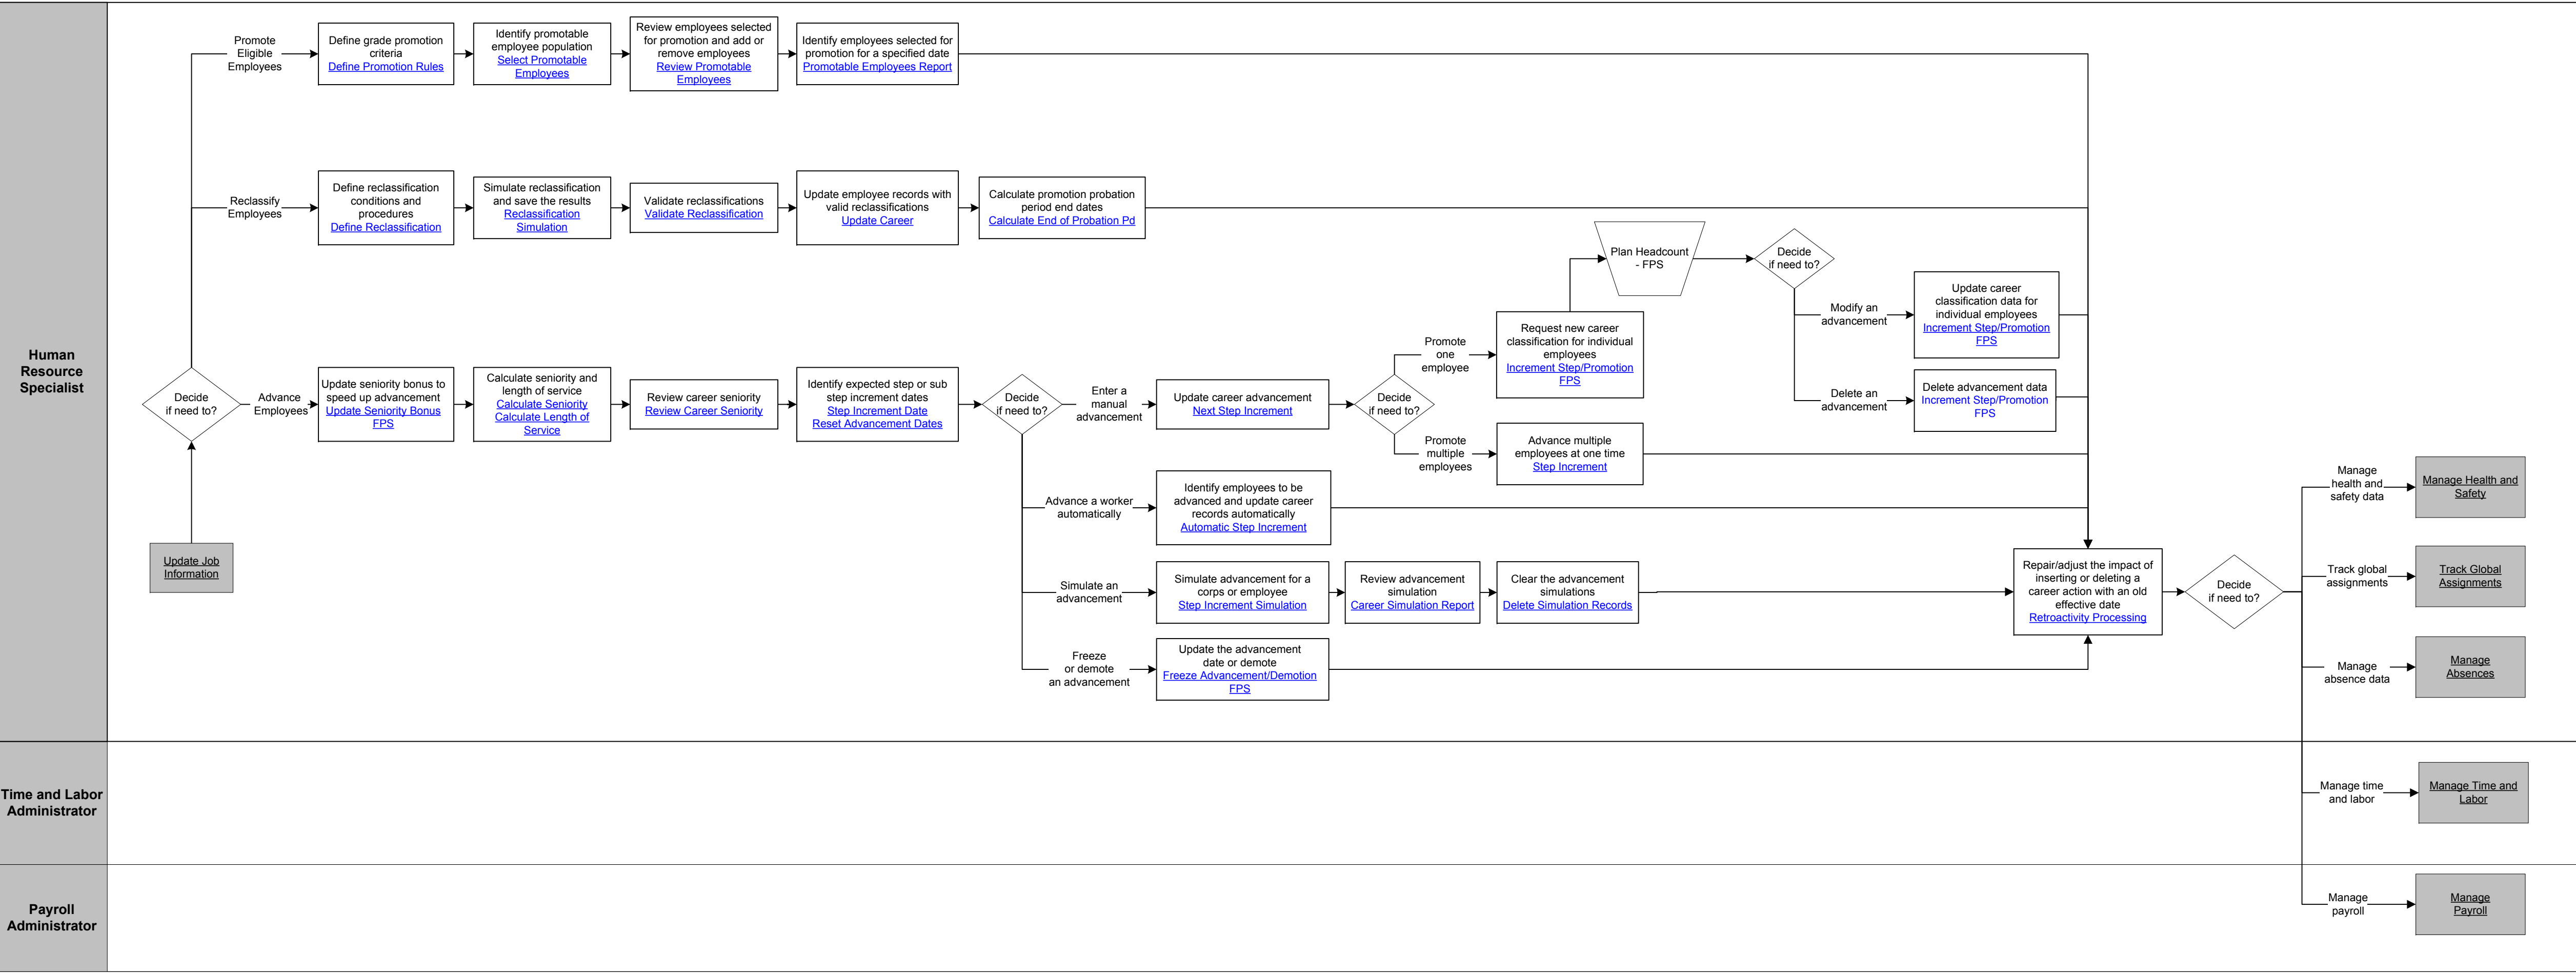 Human
Resource
Specialist
Promote
Eligible
Employees
Define grade promotion
criteria
Define Promotion Rules
Identify promotable
employee population
Select Promotable
Employees
Review employees selected
for promotion and add or
remove employees
Review Promotable
Employees
Identify employees selected for
promotion for a specified date
Promotable Employees Report
Reclassify
Employees
Define reclassification
conditions and
procedures
Define Reclassification
Simulate reclassification
and save the results
Reclassification
Simulation
Validate reclassifications
Validate Reclassification
Update employee records with
valid reclassifications
Update Career
Calculate promotion probation
period end dates
Calculate End of Probation Pd
Decide
if need to?
Update Job
Information
Advance
Employees
Update seniority bonus to
speed up advancement
Update Seniority Bonus
FPS
Calculate seniority and
length of service
Calculate Seniority
Calculate Length of
Service
Review career seniority
Review Career Seniority
Identify expected step or sub
step increment dates
Step Increment Date
Reset Advancement Dates
Decide
if need to?
Enter a
manual
advancement
Update career advancement
Next Step Increment
Decide
if need to?
Promote
one
employee
Request new career
classification for individual
employees
Increment Step/Promotion
FPS
Plan Headcount
- FPS
Decide
if need to?
Modify an
advancement
Update career
classification data for
individual employees
Increment Step/Promotion
FPS
Delete an
advancement
Delete advancement data
Increment Step/Promotion
FPS
Promote
multiple
employees
Advance multiple
employees at one time
Step Increment
Advance a worker
automatically
Identify employees to be
advanced and update career
records automatically
Automatic Step Increment
Simulate an
advancement
Simulate advancement for a
corps or employee
Step Increment Simulation
Review advancement
simulation
Career Simulation Report
Clear the advancement
simulations
Delete Simulation Records
Freeze
or demote
an advancement
Update the advancement
date or demote
Freeze Advancement/Demotion
FPS
Repair/adjust the impact of
inserting or deleting a
career action with an old
effective date
Retroactivity Processing
Decide
if need to?
Manage
health and
safety data
Manage Health and
Safety
Track global
assignments
Track Global
Assignments
Manage
absence data
Manage
Absences
Time and Labor
Administrator
Manage time
and labor
Manage Time and
Labor
Payroll
Administrator
Manage
payroll
Manage
Payroll